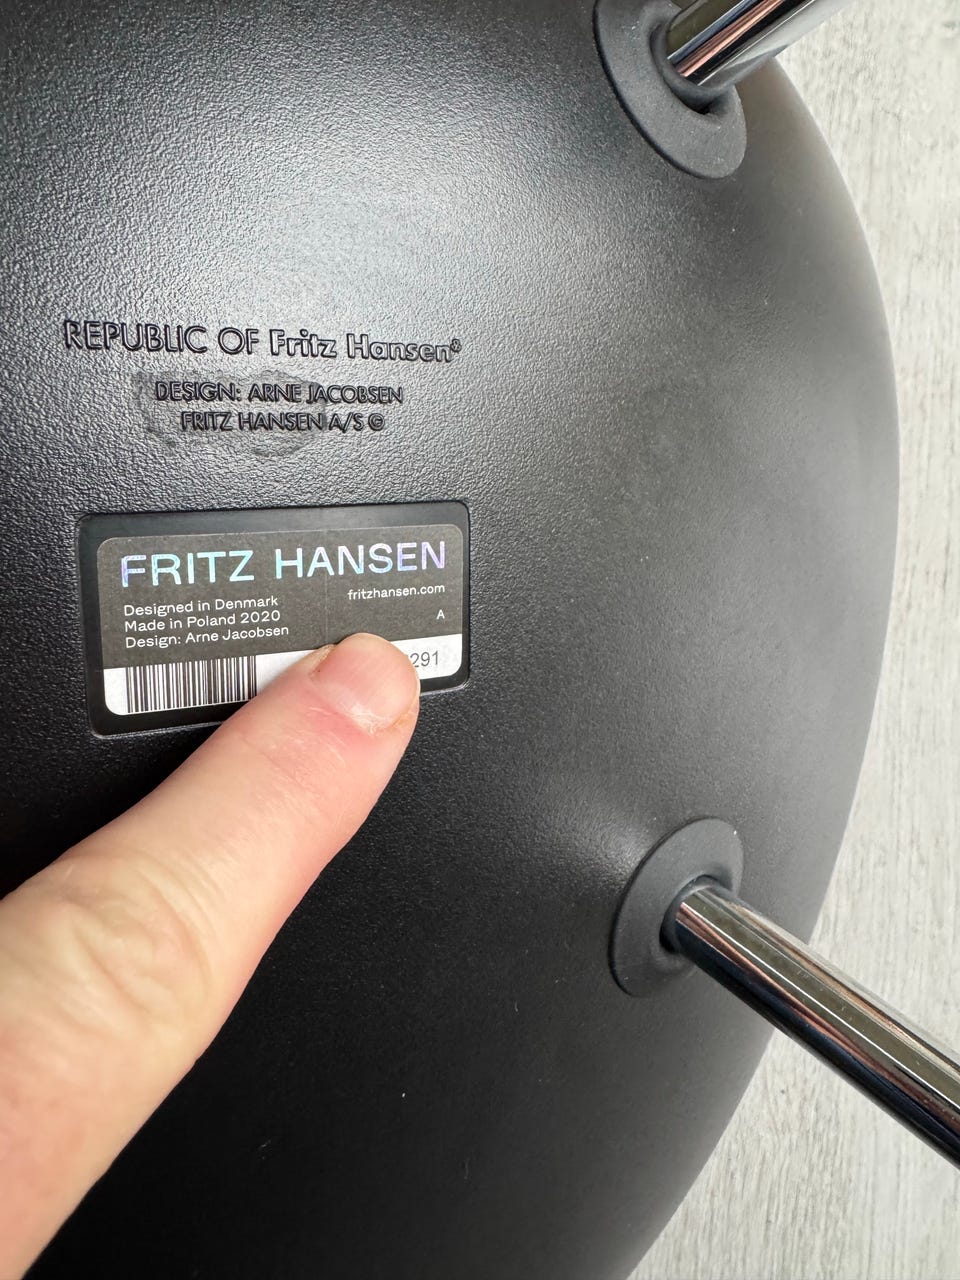 REPUBLIC OF Fritz Hansen®
DESIGN: ARNE JACOBSEN
FRITZ HANSEN A/S ©
FRITZ HANSEN
fritzhansen.com
Designed in Denmark
Made in Poland 2020
Design: Arne Jacobsen
A
291